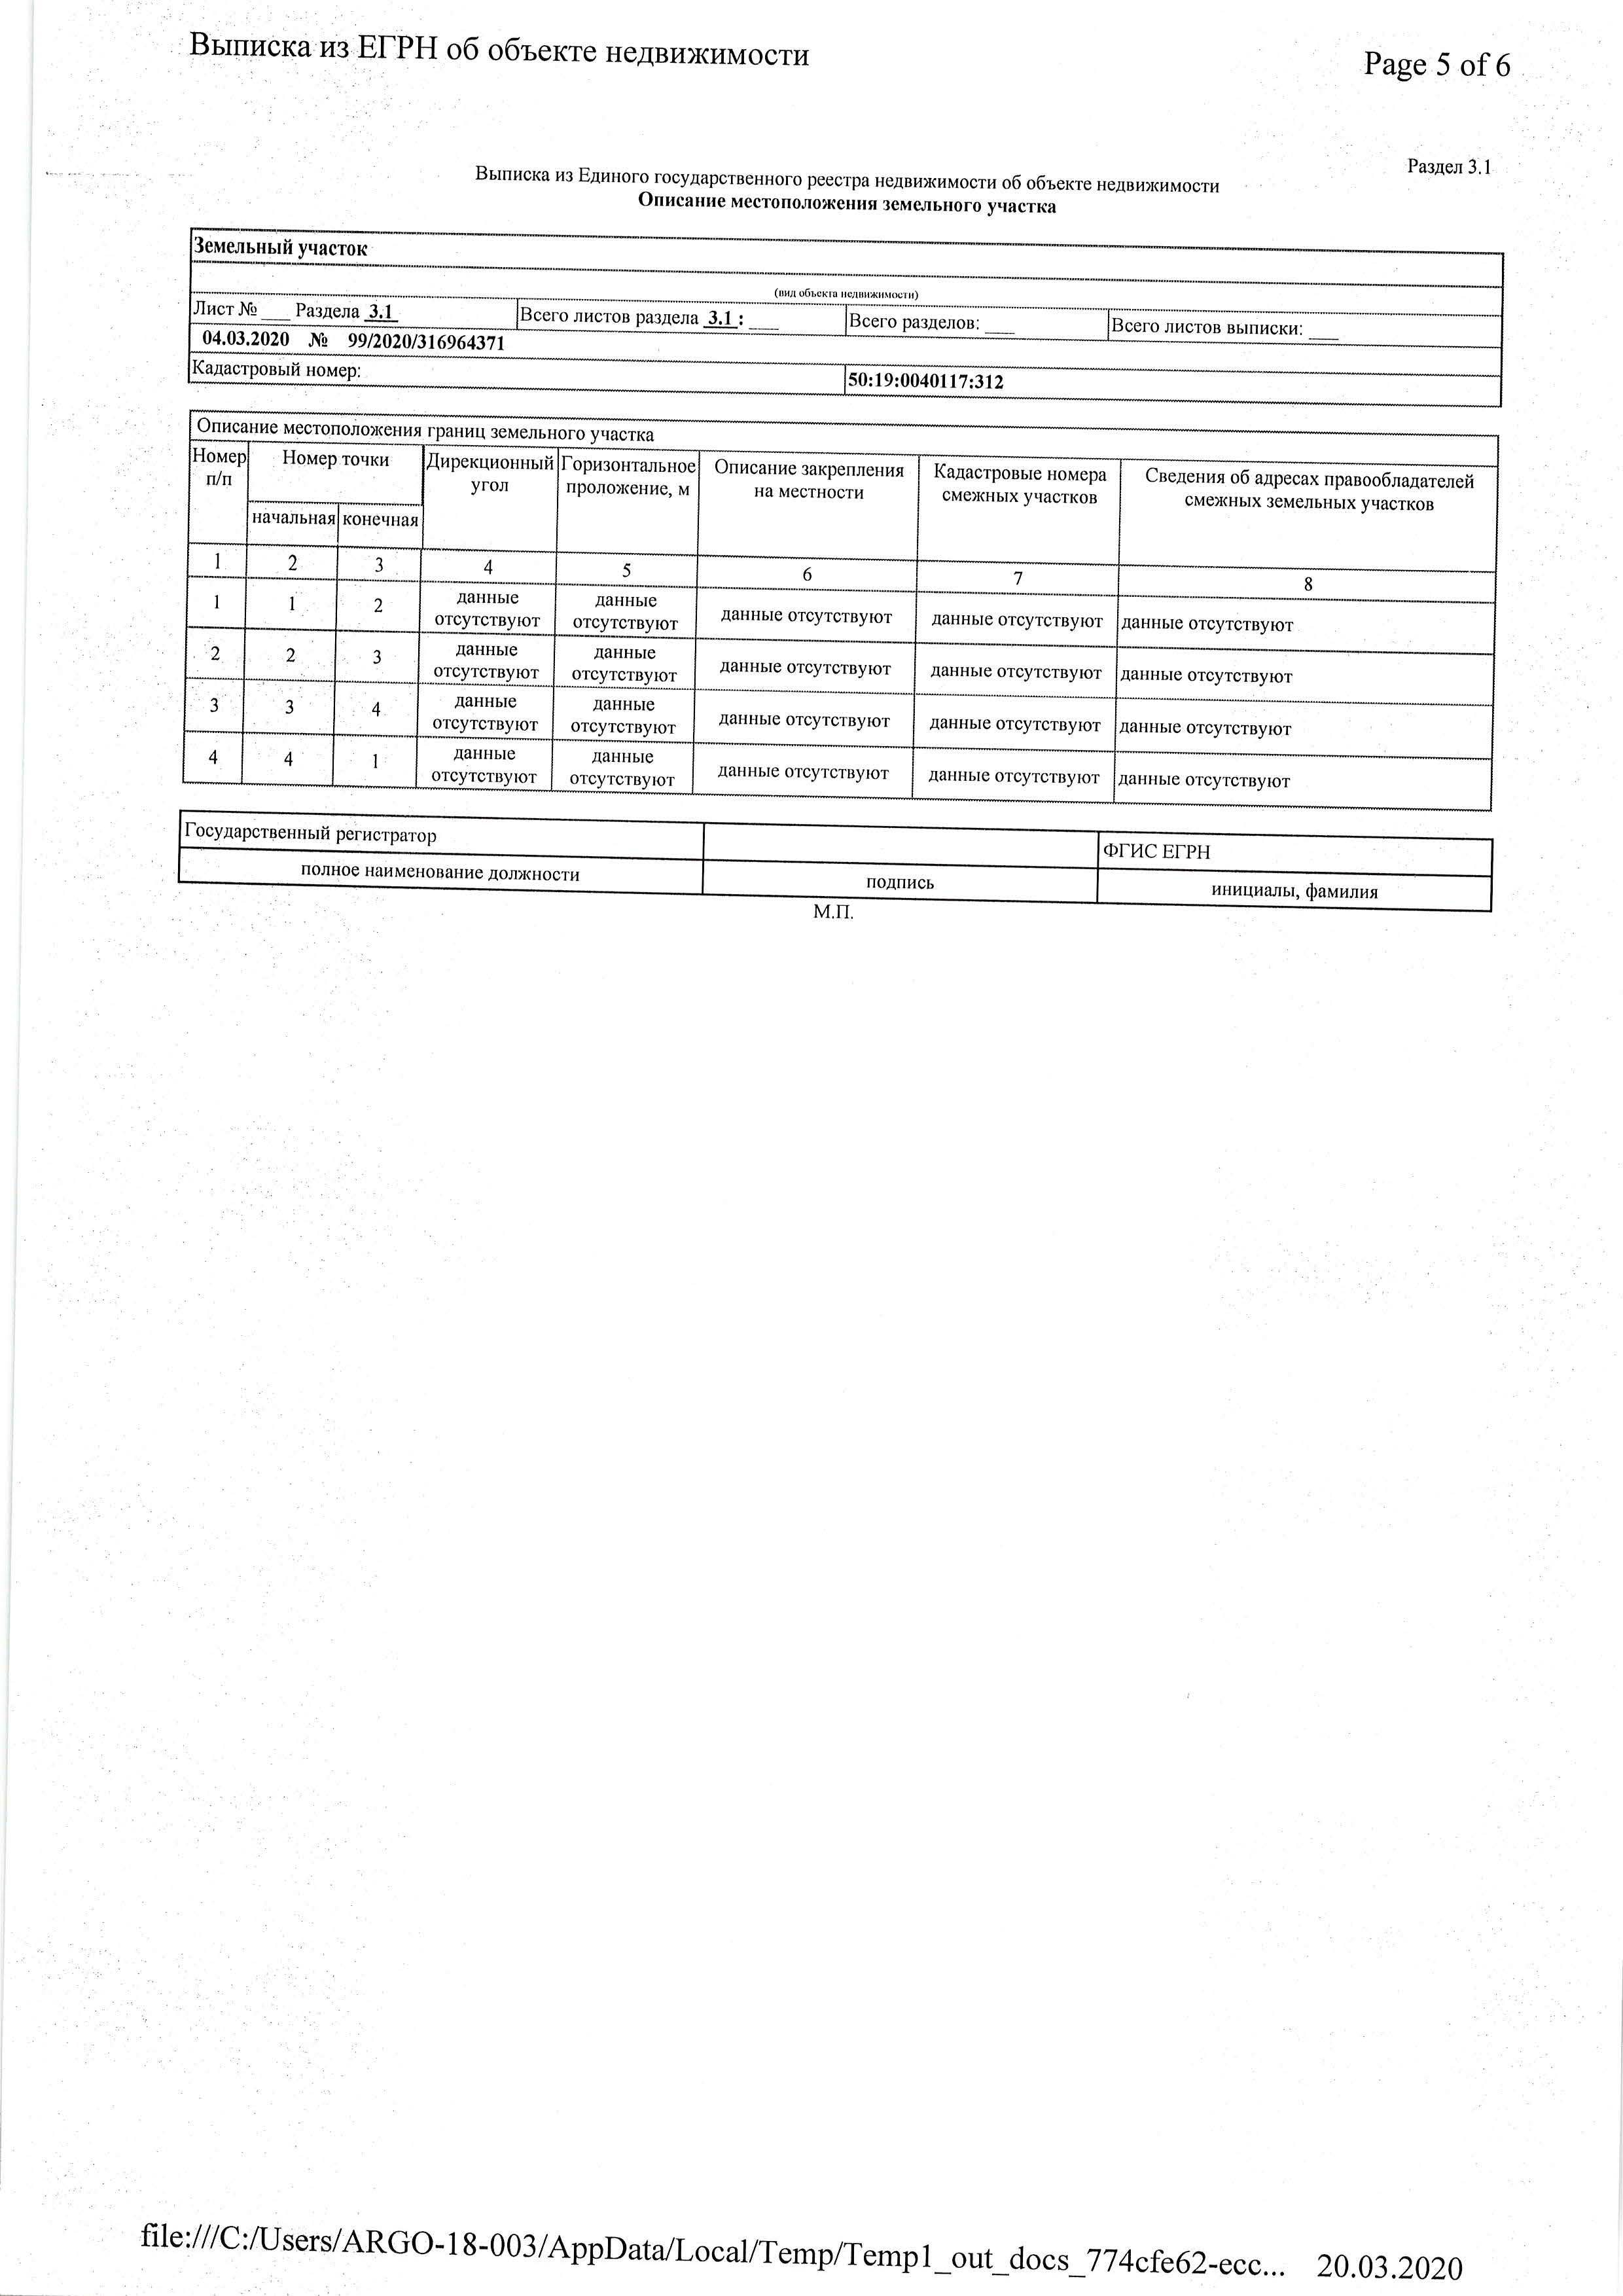 Выписка из ЕГРН об объекте недвижимости
Page 5 of 6
Раздел 3.1
Выписка из Единого государственного реестра недвижимости об объекте недвижимости
Описание местоположения земельного участка
Земельный участок
(вид объекта недвижимости)
Лист № ___ Раздела 3.1 Всего листов раздела 3.1 : ___ Всего разделов: ___ Всего листов выписки: ___
04.03.2020 № 99/2020/316964371
Кадастровый номер: 50:19:0040117:312
Описание местоположения границ земельного участка
Номер п/п Номер точки Дирекционный угол Горизонтальное проложение, м Описание закрепления на местности Кадастровые номера смежных участков Сведения об адресах правообладателей смежных земельных участков
начальная конечная
1 2 3 4 5 6 7 8
1 1 2 данные отсутствуют данные отсутствуют данные отсутствуют данные отсутствуют данные отсутствуют
2 2 3 данные отсутствуют данные отсутствуют данные отсутствуют данные отсутствуют данные отсутствуют
3 3 4 данные отсутствуют данные отсутствуют данные отсутствуют данные отсутствуют данные отсутствуют
4 4 1 данные отсутствуют данные отсутствуют данные отсутствуют данные отсутствуют данные отсутствуют
Государственный регистратор ФГИС ЕГРН
полное наименование должности подпись инициалы, фамилия
М.П.
file:///C:/Users/ARGO-18-003/AppData/Local/Temp/Temp1_out_docs_774cfe62-ecc... 20.03.2020